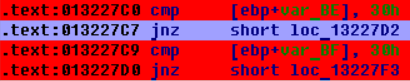 .text:013227C0 cmp [ebp+var_DE], 30h
.text:013227C7 jnz short loc_13227D2
.text:013227C9 cmp [ebp+var_DF], 30h
.text:013227D0 jnz short loc_13227F3